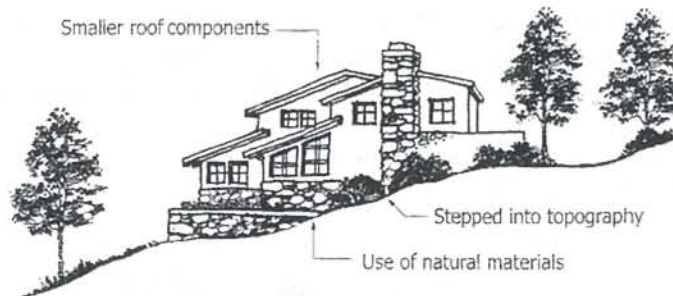 Smaller roof components
Stepped into topography
Use of natural materials